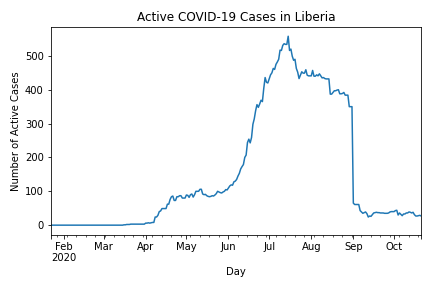 Active COVID-19 Cases in Liberia
Number of Active Cases
500
400
300
200
100
0
Feb Mar Apr May Jun Jul Aug Sep Oct
2020
Day